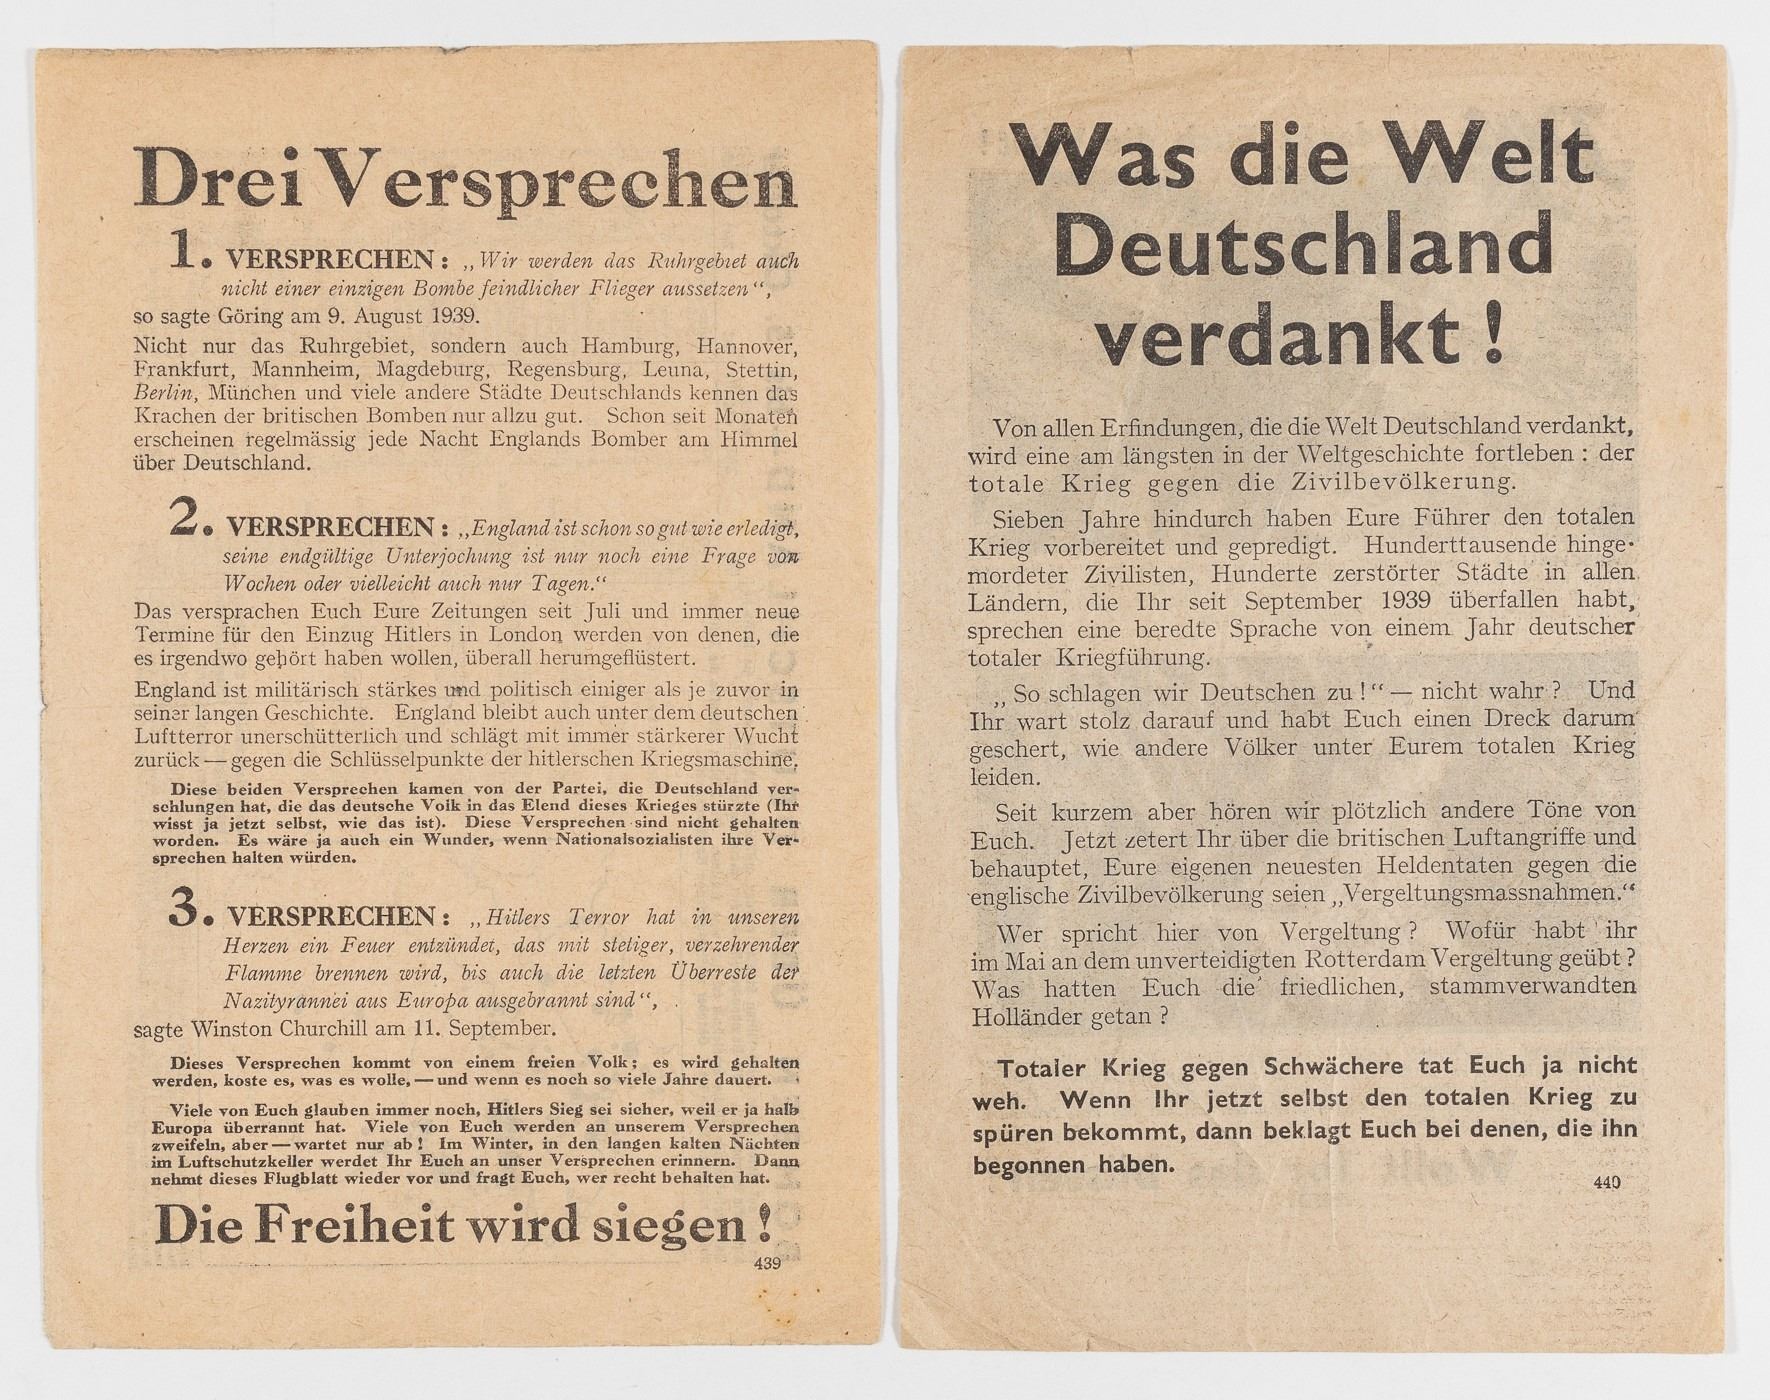 Drei Versprechen
1. VERSPRECHEN: „Wir werden das Ruhrgebiet auch
nicht einer einzigen Bombe feindlicher Flieger aussetzen“,
so sagte Göring am 9. August 1939.
Nicht nur das Ruhrgebiet, sondern auch Hamburg, Hannover,
Frankfurt, Mannheim, Magdeburg, Regensburg, Leuna, Stettin,
Berlin, München und viele andere Städte Deutschlands kennen das
Krachen der britischen Bomben nur allzu gut. Schon seit Monaten
erscheinen regelmässig jede Nacht Englands Bomber am Himmel
über Deutschland.
2. VERSPRECHEN: „England ist schon so gut wie erledigt,
seine endgültige Unterjochung ist nur noch eine Frage von
Wochen oder vielleicht auch nur Tagen.“
Das versprachen Euch Eure Zeitungen seit Juli und immer neue
Termine für den Einzug Hitlers in London werden von denen, die
es irgendwo gehört haben wollen, überall herumgeflüstert.
England ist militärisch stärkes und politisch einiger als je zuvor in
seiner langen Geschichte. England bleibt auch unter dem deutschen
Luftterror unerschütterlich und schlägt mit immer stärkerer Wucht
zurück — gegen die Schlüsselpunkte der hitlerschen Kriegsmaschine.
Diese beiden Versprechen kamen von der Partei, die Deutschland ver-
schlungen hat, die das deutsche Volk in das Elend dieses Krieges stürzte (Ihr
wisst ja jetzt selbst, wie das ist). Diese Versprechen sind nicht gehalten
worden. Es wäre ja auch ein Wunder, wenn Nationalsozialisten ihre Ver-
sprechen halten würden.
3. VERSPRECHEN: „Hitlers Terror hat in unseren
Herzen ein Feuer entzündet, das mit stetiger, verzehrender
Flamme brennen wird, bis auch die letzten Überreste der
Nazityrannei aus Europa ausgebrannt sind“,
sagte Winston Churchill am 11. September.
Dieses Versprechen kommt von einem freien Volk; es wird gehalten
werden, koste es, was es wolle, — und wenn es noch so viele Jahre dauert.
Viele von Euch glauben immer noch, Hitlers Sieg sei sicher, weil er ja halb
Europa überrannt hat. Viele von Euch werden an unserem Versprechen
zweifeln, aber — wartet nur ab! Im Winter, in den langen kalten Nächten
im Luftschutzkeller werdet Ihr Euch an unser Versprechen erinnern. Dann
nehmt dieses Flugblatt wieder vor und fragt Euch, wer recht behalten hat.
Die Freiheit wird siegen!
439
Was die Welt
Deutschland
verdankt!
Von allen Erfindungen, die die Welt Deutschland verdankt,
wird eine am längsten in der Weltgeschichte fortleben: der
totale Krieg gegen die Zivilbevölkerung.
Sieben Jahre hindurch haben Eure Führer den totalen
Krieg vorbereitet und gepredigt. Hunderttausende hinge-
mordeter Zivilisten, Hunderte zerstörter Städte in allen
Ländern, die Ihr seit September 1939 überfallen habt,
sprechen eine beredte Sprache von einem Jahr deutscher
totaler Kriegführung.
„So schlagen wir Deutschen zu!“ — nicht wahr? Und
Ihr wart stolz darauf und habt Euch einen Dreck darum
geschert, wie andere Völker unter Eurem totalen Krieg
leiden.
Seit kurzem aber hören wir plötzlich andere Töne von
Euch. Jetzt zetert Ihr über die britischen Luftangriffe und
behauptet, Eure eigenen neuesten Heldentaten gegen die
englische Zivilbevölkerung seien „Vergeltungsmassnahmen.“
Wer spricht hier von Vergeltung? Wofür habt ihr
im Mai an dem unverteidigten Rotterdam Vergeltung geübt?
Was hatten Euch die friedlichen, stammverwandten
Holländer getan?
Totaler Krieg gegen Schwächere tat Euch ja nicht
weh. Wenn Ihr jetzt selbst den totalen Krieg zu
spüren bekommt, dann beklagt Euch bei denen, die ihn
begonnen haben.
440